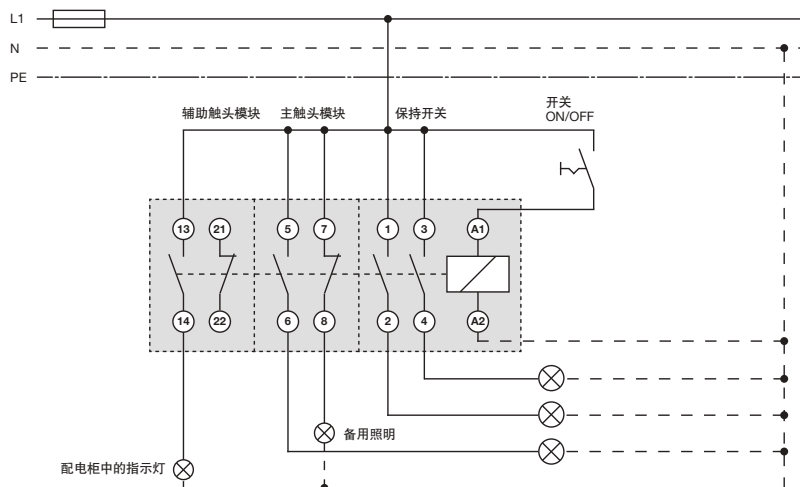 L1
N
PE
辅助触头模块 主触头模块 保持开关
开关
ON/OFF
13 21 5 7 1 3 A1
14 22 6 8 2 4 A2
备用照明
配电柜中的指示灯